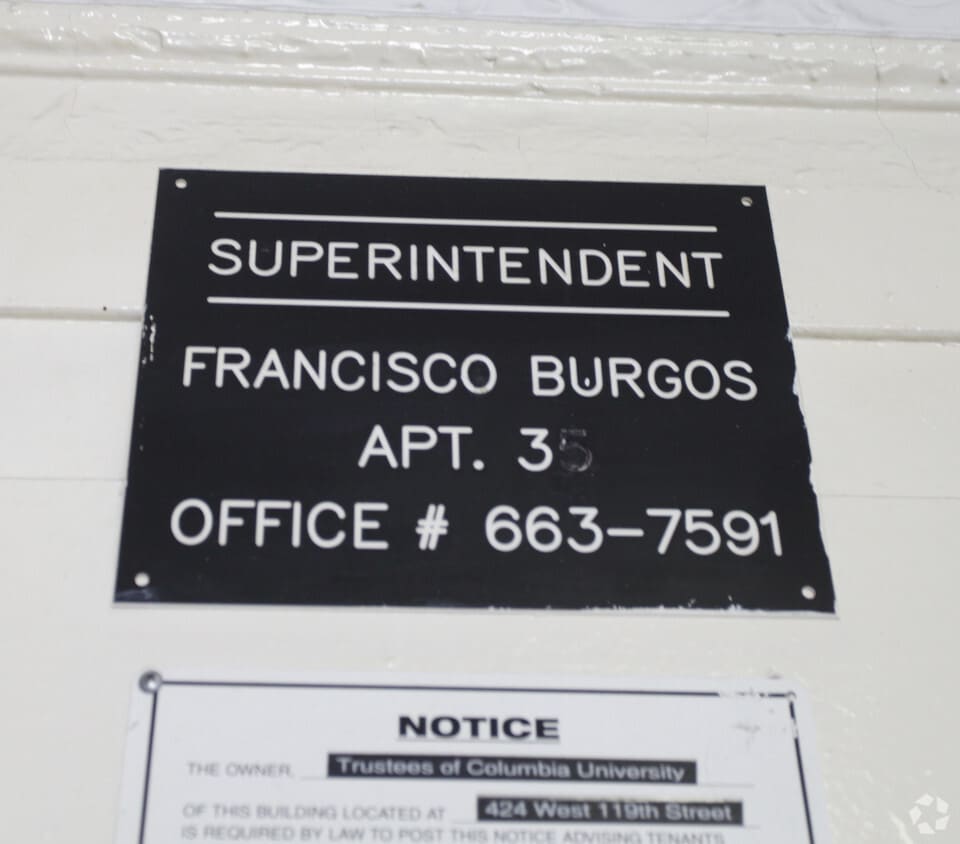 SUPERINTENDENT
FRANCISCO BURGOS
APT. 35
OFFICE # 663-7591
NOTICE
THE OWNER, Trustees of Columbia University
OF THIS BUILDING LOCATED AT 424 West 119th Street
IS REQUIRED BY LAW TO POST THIS NOTICE ADVISING TENANTS